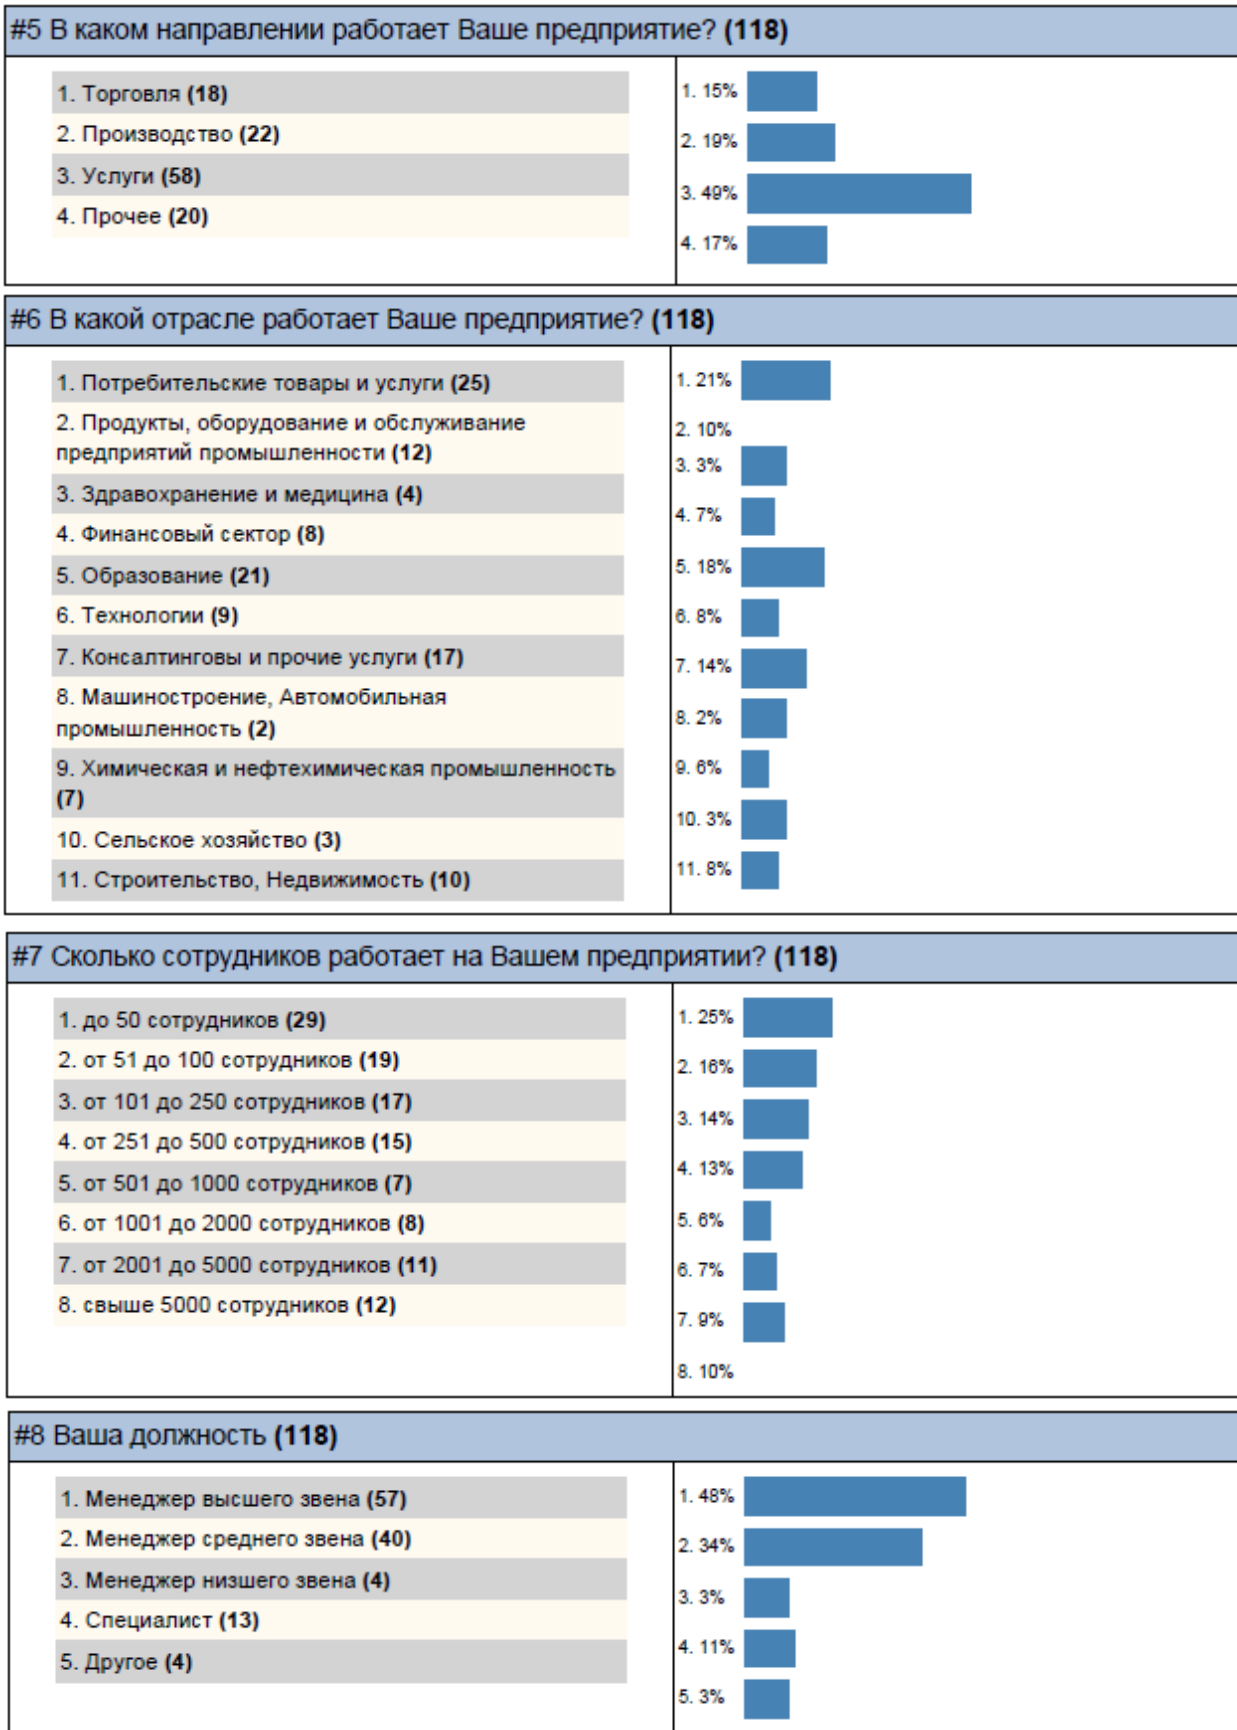 #5 В каком направлении работает Ваше предприятие? (118)
1. Торговля (18)
2. Производство (22)
3. Услуги (58)
4. Прочее (20)
1. 15%
2. 19%
3. 49%
4. 17%
#6 В какой отрасле работает Ваше предприятие? (118)
1. Потребительские товары и услуги (25)
2. Продукты, оборудование и обслуживание
предприятий промышленности (12)
3. Здравохранение и медицина (4)
4. Финансовый сектор (8)
5. Образование (21)
6. Технологии (9)
7. Консалтинговы и прочие услуги (17)
8. Машиностроение, Автомобильная
промышленность (2)
9. Химическая и нефтехимическая промышленность
(7)
10. Сельское хозяйство (3)
11. Строительство, Недвижимость (10)
1. 21%
2. 10%
3. 3%
4. 7%
5. 18%
6. 8%
7. 14%
8. 2%
9. 6%
10. 3%
11. 8%
#7 Сколько сотрудников работает на Вашем предприятии? (118)
1. до 50 сотрудников (29)
2. от 51 до 100 сотрудников (19)
3. от 101 до 250 сотрудников (17)
4. от 251 до 500 сотрудников (15)
5. от 501 до 1000 сотрудников (7)
6. от 1001 до 2000 сотрудников (8)
7. от 2001 до 5000 сотрудников (11)
8. свыше 5000 сотрудников (12)
1. 25%
2. 16%
3. 14%
4. 13%
5. 6%
6. 7%
7. 9%
8. 10%
#8 Ваша должность (118)
1. Менеджер высшего звена (57)
2. Менеджер среднего звена (40)
3. Менеджер низшего звена (4)
4. Специалист (13)
5. Другое (4)
1. 48%
2. 34%
3. 3%
4. 11%
5. 3%